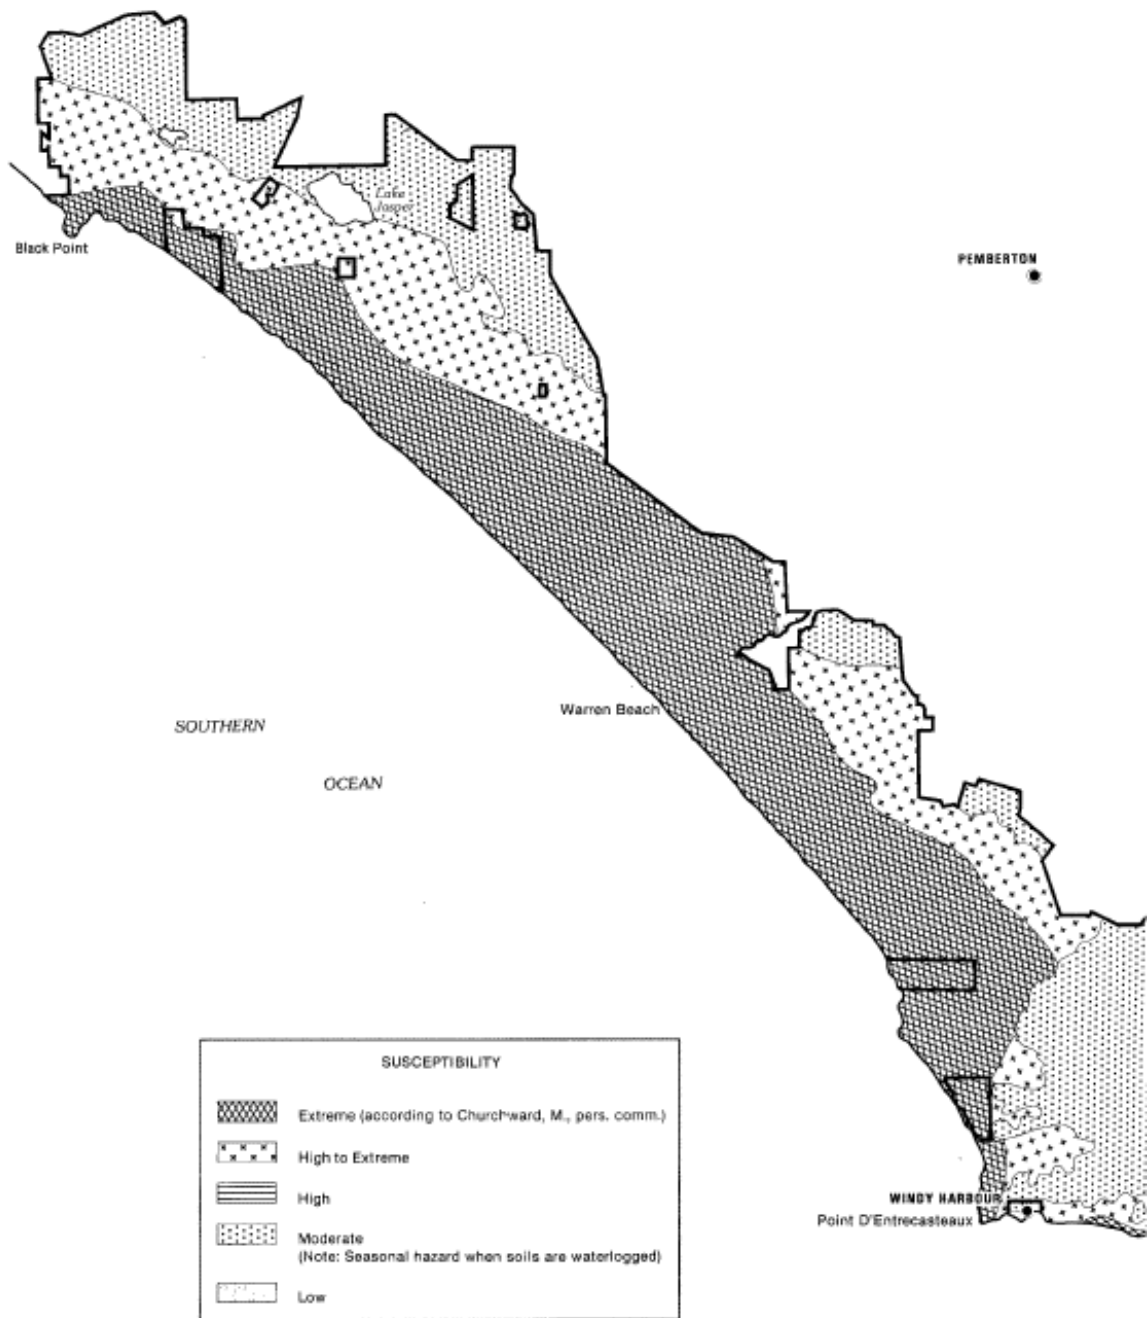 Lake
Jasper
Black Point
PEMBERTON
Warren Beach
SOUTHERN
OCEAN
WINDY HARBOUR
Point D'Entrecasteaux
SUSCEPTIBILITY
Extreme (according to Churchward, M., pers. comm.)
High to Extreme
High
Moderate
(Note: Seasonal hazard when soils are waterlogged)
Low